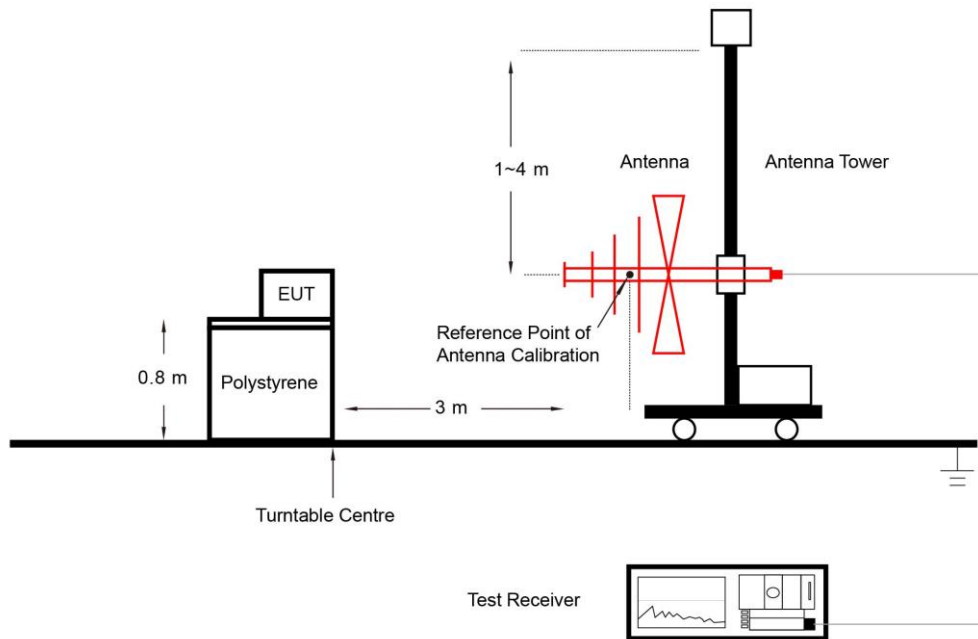 1~4 m
Antenna
Antenna Tower
EUT
Reference Point of
Antenna Calibration
0.8 m
Polystyrene
3 m
Turntable Centre
Test Receiver